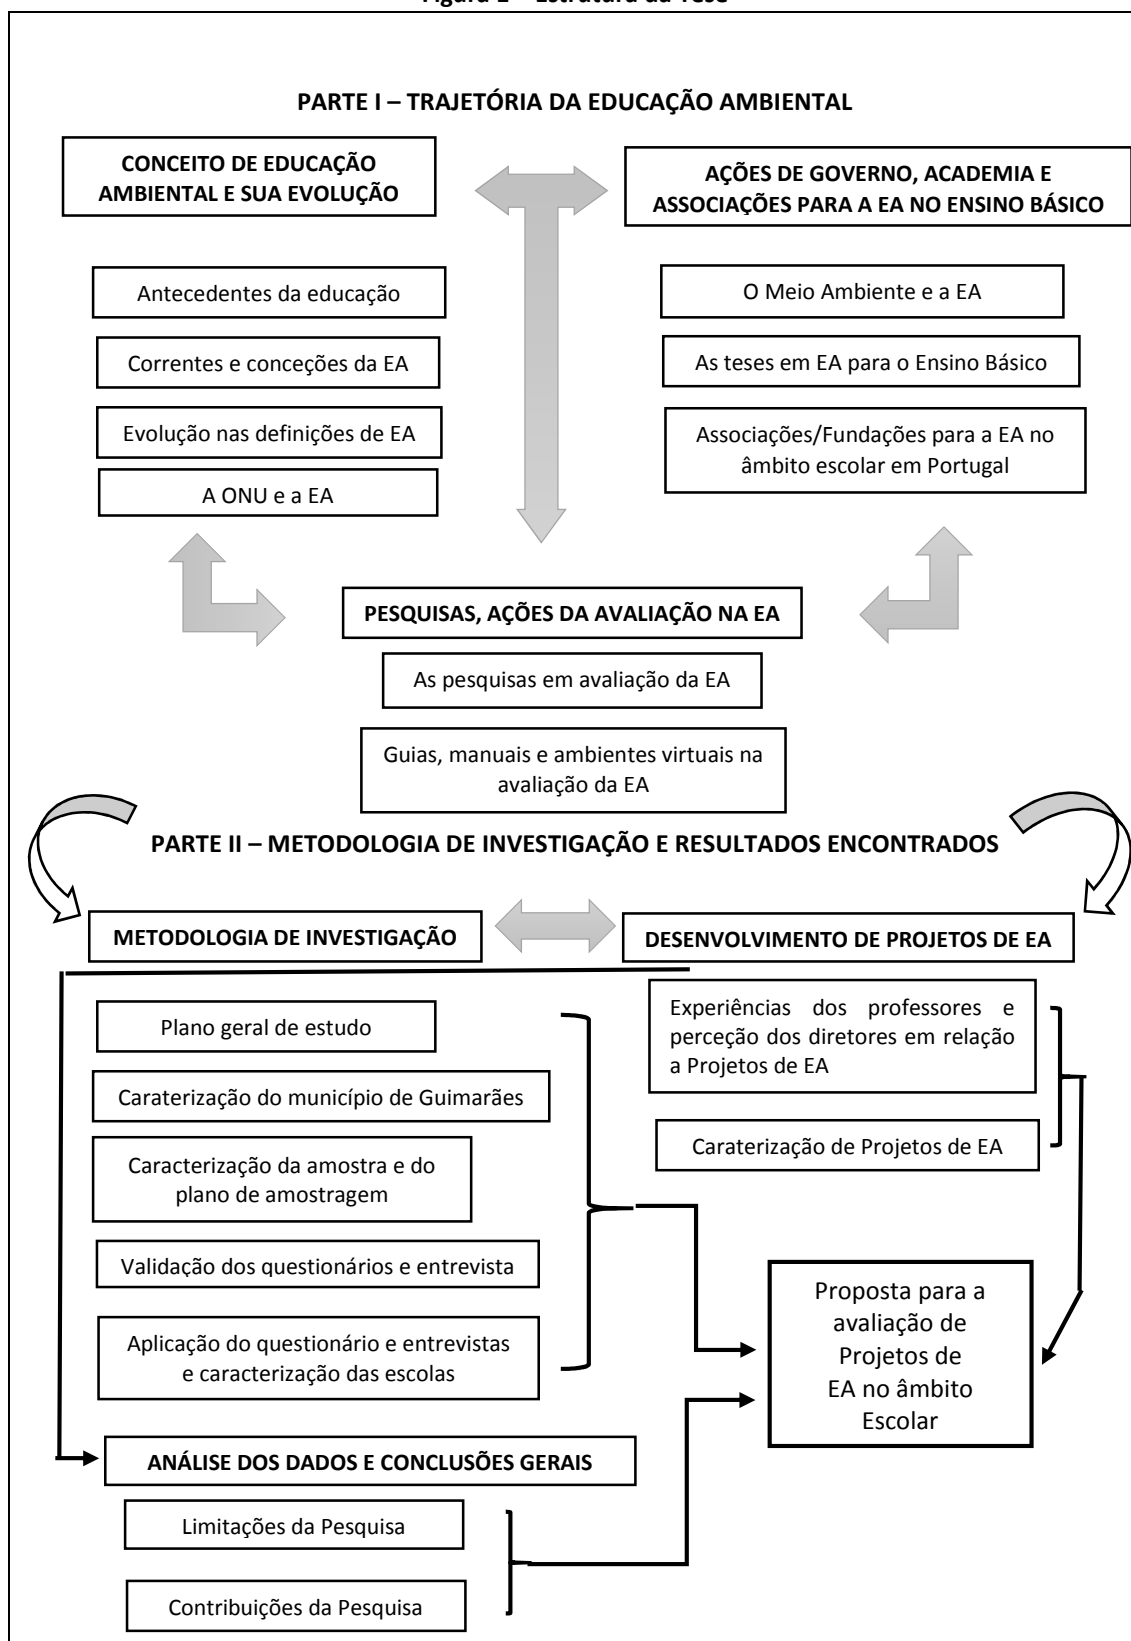 PARTE I – TRAJETÓRIA DA EDUCAÇÃO AMBIENTAL
CONCEITO DE EDUCAÇÃO
AMBIENTAL E SUA EVOLUÇÃO
AÇÕES DE GOVERNO, ACADEMIA E
ASSOCIAÇÕES PARA A EA NO ENSINO BÁSICO
Antecedentes da educação
Correntes e conceções da EA
Evolução nas definições de EA
A ONU e a EA
O Meio Ambiente e a EA
As teses em EA para o Ensino Básico
Associações/Fundações para a EA no
âmbito escolar em Portugal
PESQUISAS, AÇÕES DA AVALIAÇÃO NA EA
As pesquisas em avaliação da EA
Guias, manuais e ambientes virtuais na
avaliação da EA
PARTE II – METODOLOGIA DE INVESTIGAÇÃO E RESULTADOS ENCONTRADOS
METODOLOGIA DE INVESTIGAÇÃO
DESENVOLVIMENTO DE PROJETOS DE EA
Plano geral de estudo
Caraterização do município de Guimarães
Caracterização da amostra e do
plano de amostragem
Validação dos questionários e entrevista
Aplicação do questionário e entrevistas
e caracterização das escolas
Experiências dos professores e
perceção dos diretores em relação
a Projetos de EA
Caraterização de Projetos de EA
Proposta para a
avaliação de
Projetos de
EA no âmbito
Escolar
ANÁLISE DOS DADOS E CONCLUSÕES GERAIS
Limitações da Pesquisa
Contribuições da Pesquisa